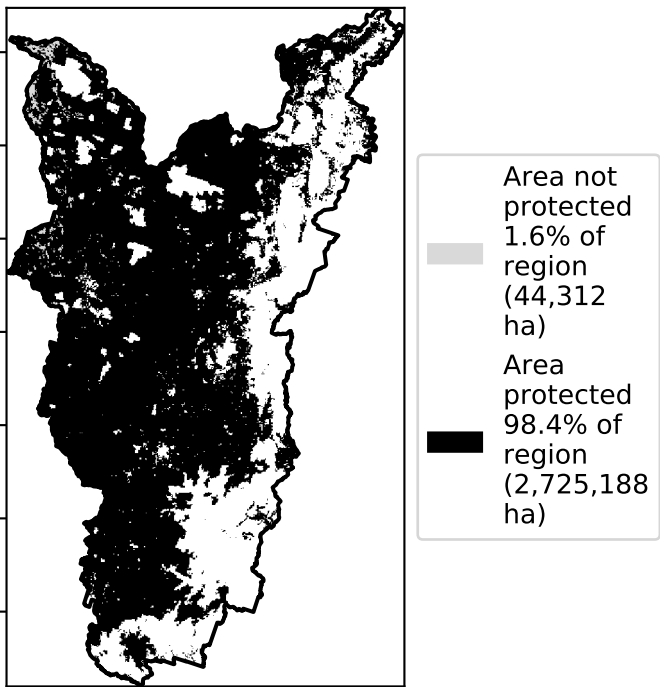 Area not
protected
1.6% of
region
(44,312
ha)
Area
protected
98.4% of
region
(2,725,188
ha)